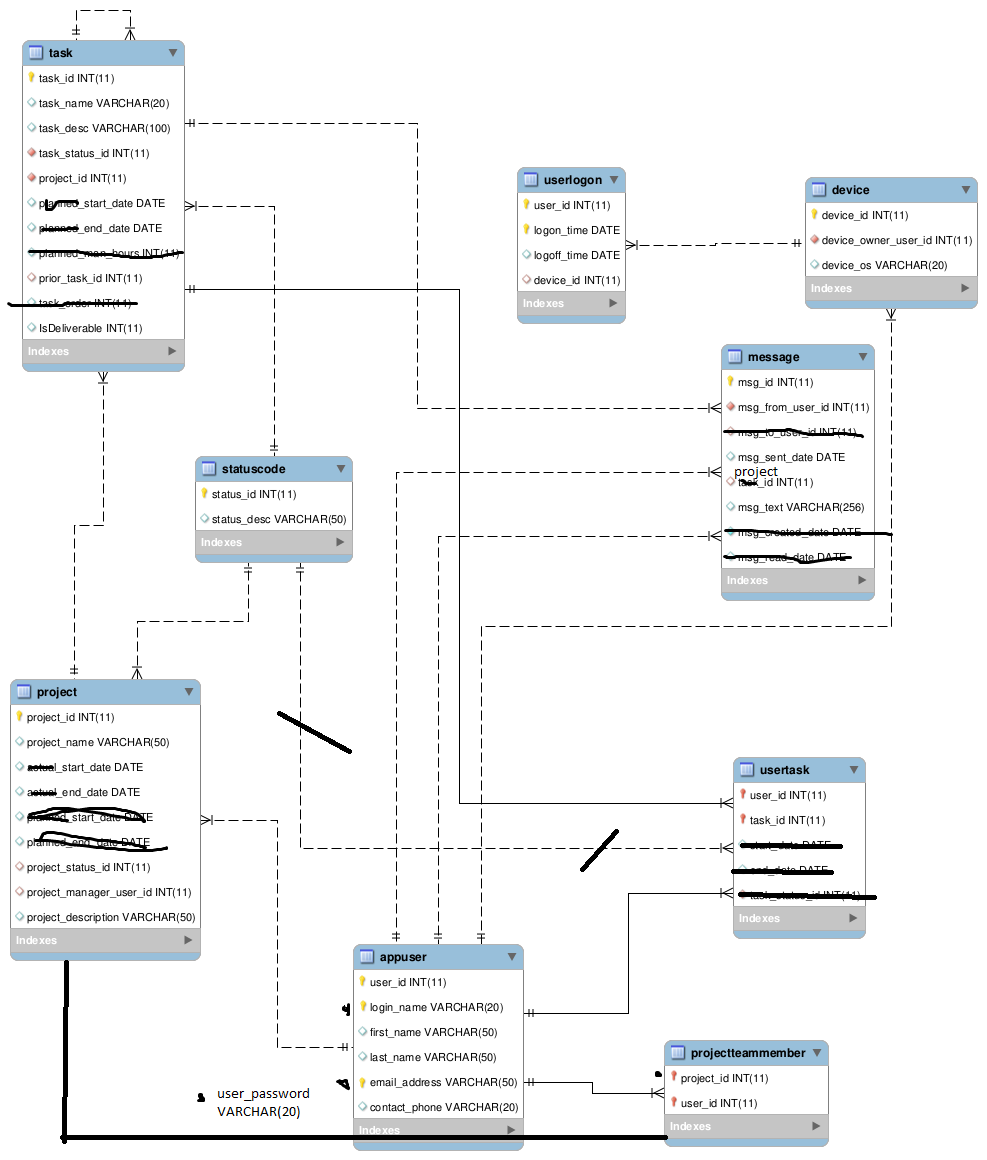 task
task_id INT(11)
task_name VARCHAR(20)
task_desc VARCHAR(100)
task_status_id INT(11)
project_id INT(11)
planned_start_date DATE
planned_end_date DATE
planned_man_hours INT(11)
prior_task_id INT(11)
task_order INT(11)
IsDeliverable INT(11)
Indexes
userlogon
user_id INT(11)
logon_time DATE
logoff_time DATE
device_id INT(11)
Indexes
device
device_id INT(11)
device_owner_user_id INT(11)
device_os VARCHAR(20)
Indexes
message
msg_id INT(11)
msg_from_user_id INT(11)
msg_to_user_id INT(11)
msg_sent_date DATE
project
task_id INT(11)
msg_text VARCHAR(256)
msg_created_date DATE
msg_read_date DATE
Indexes
statuscode
status_id INT(11)
status_desc VARCHAR(50)
Indexes
project
project_id INT(11)
project_name VARCHAR(50)
actual_start_date DATE
actual_end_date DATE
planned_start_date DATE
planned_end_date DATE
project_status_id INT(11)
project_manager_user_id INT(11)
project_description VARCHAR(50)
Indexes
usertask
user_id INT(11)
task_id INT(11)
start_date DATE
end_date DATE
task_status_id INT(11)
Indexes
appuser
user_id INT(11)
login_name VARCHAR(20)
first_name VARCHAR(50)
last_name VARCHAR(50)
email_address VARCHAR(50)
contact_phone VARCHAR(20)
Indexes
user_password
VARCHAR(20)
projectteammember
project_id INT(11)
user_id INT(11)
Indexes